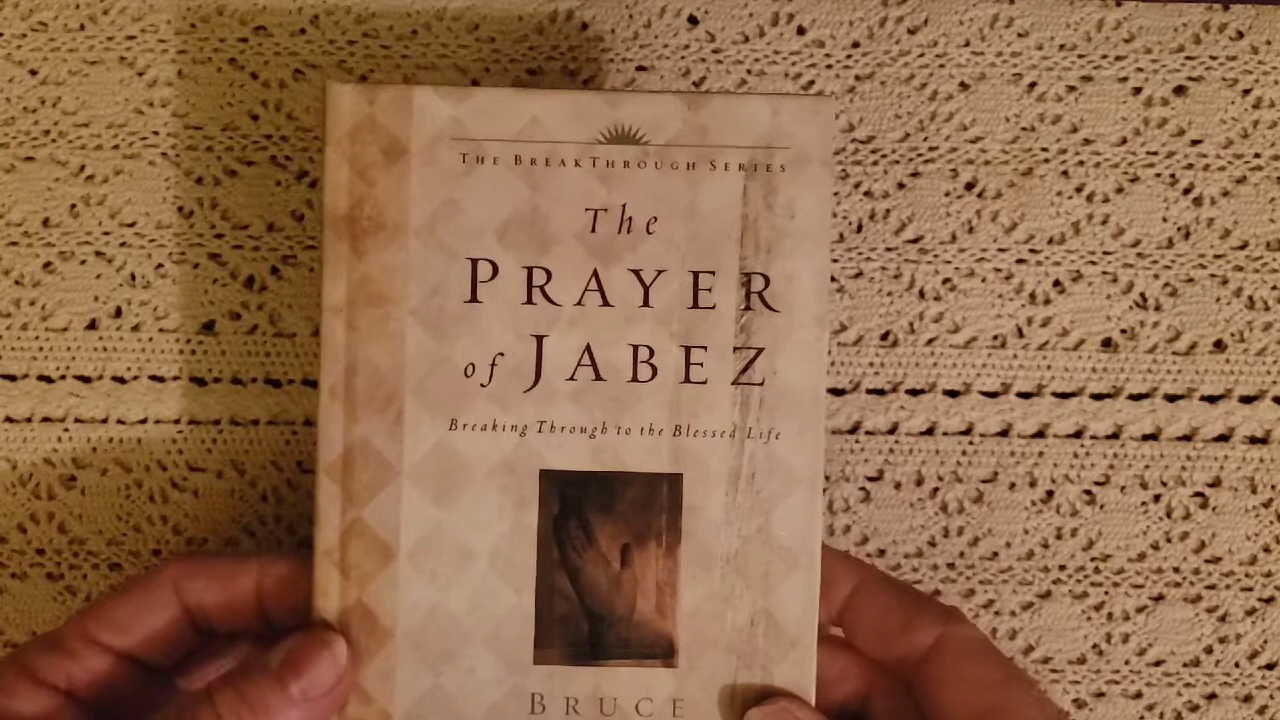 THE BREAKTHROUGH SERIES
The
PRAYER
of JABEZ
Breaking Through to the Blessed Life
BRUCE